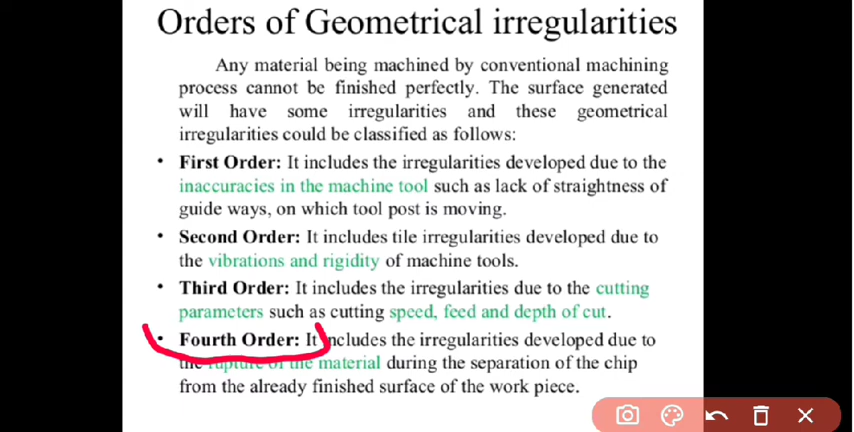 Orders of Geometrical irregularities
Any material being machined by conventional machining
process cannot be finished perfectly. The surface generated
will have some irregularities and these geometrical
irregularities could be classified as follows:
• First Order: It includes the irregularities developed due to the
inaccuracies in the machine tool such as lack of straightness of
guide ways, on which tool post is moving.
• Second Order: It includes tile irregularities developed due to
the vibrations and rigidity of machine tools.
• Third Order: It includes the irregularities due to the cutting
parameters such as cutting speed, feed and depth of cut.
• Fourth Order: It includes the irregularities developed due to
the rupture of the material during the separation of the chip
from the already finished surface of the work piece.